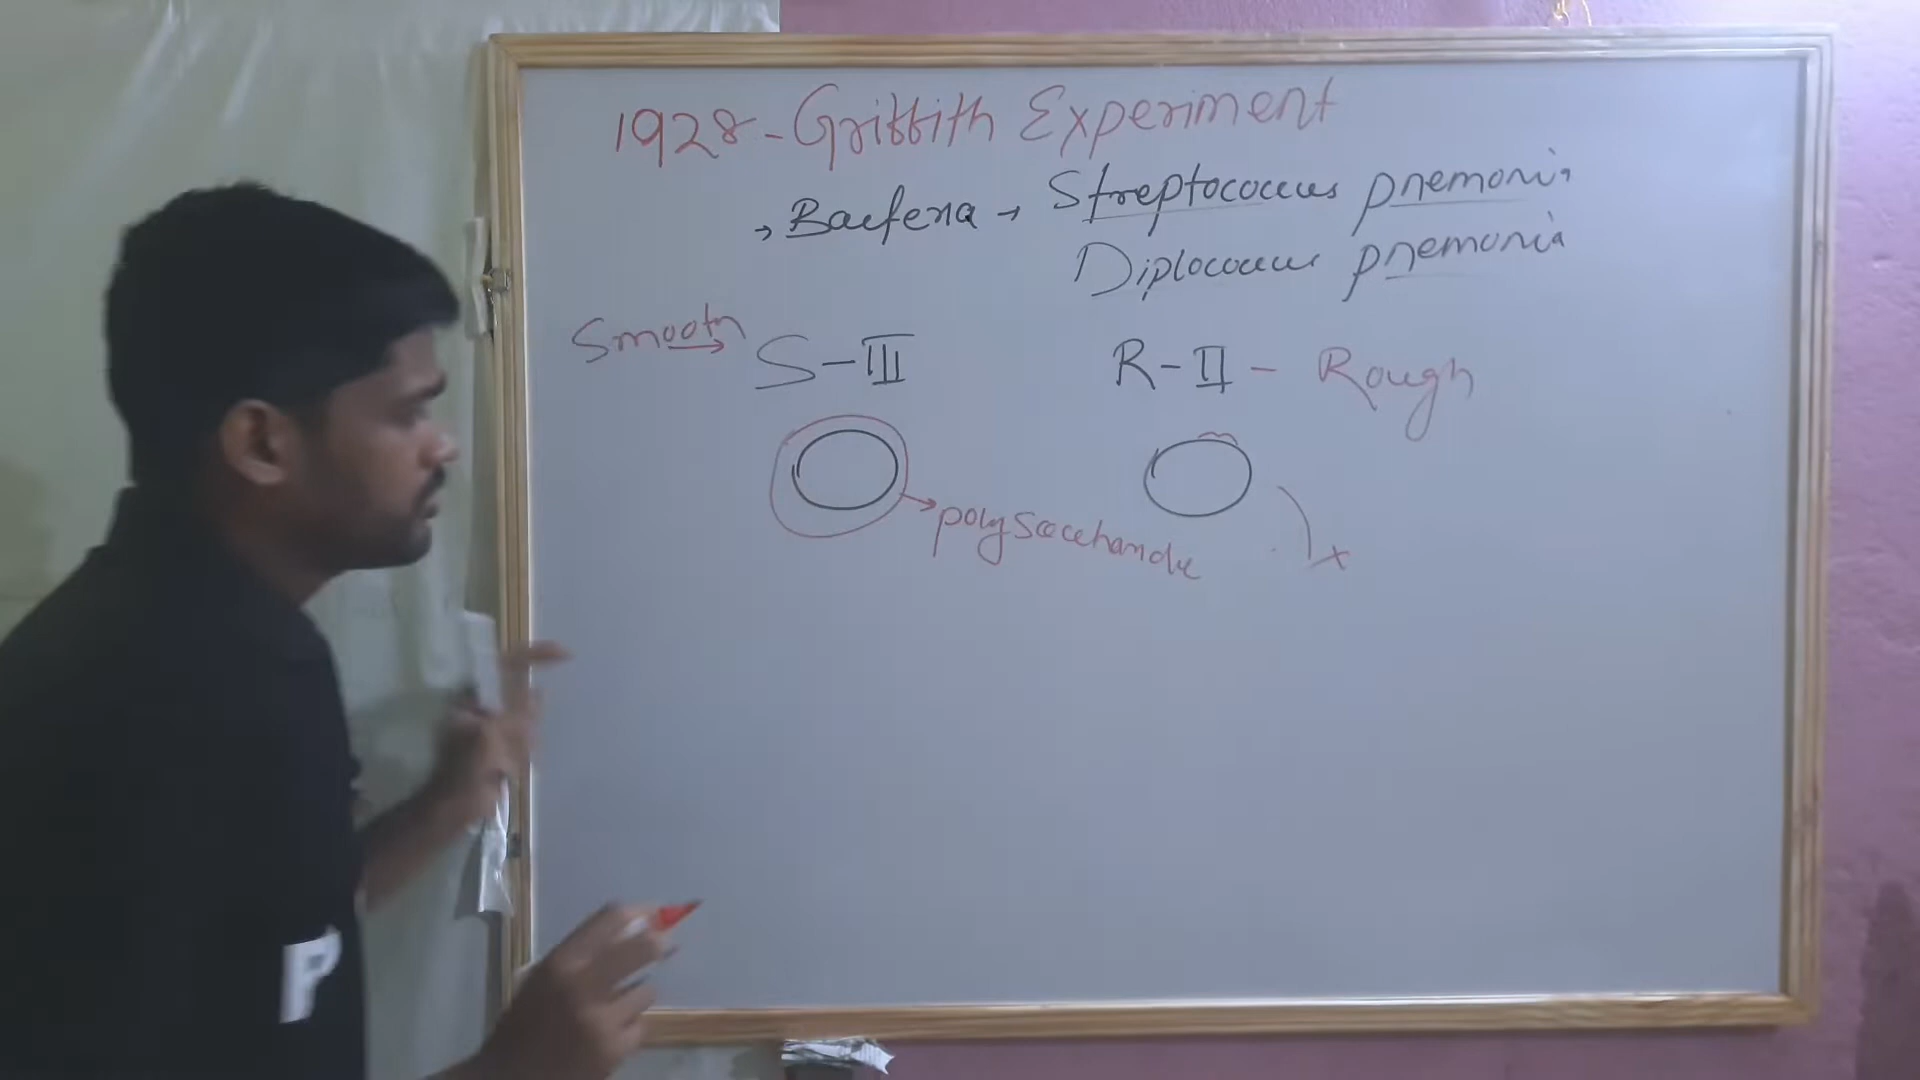 1928 - Griffith Experiment
→ Bacteria → Streptococcus pnemonia
Diplococcus pnemonia
Smooth → S-III R-II - Rough
→ polysaccharide x
P